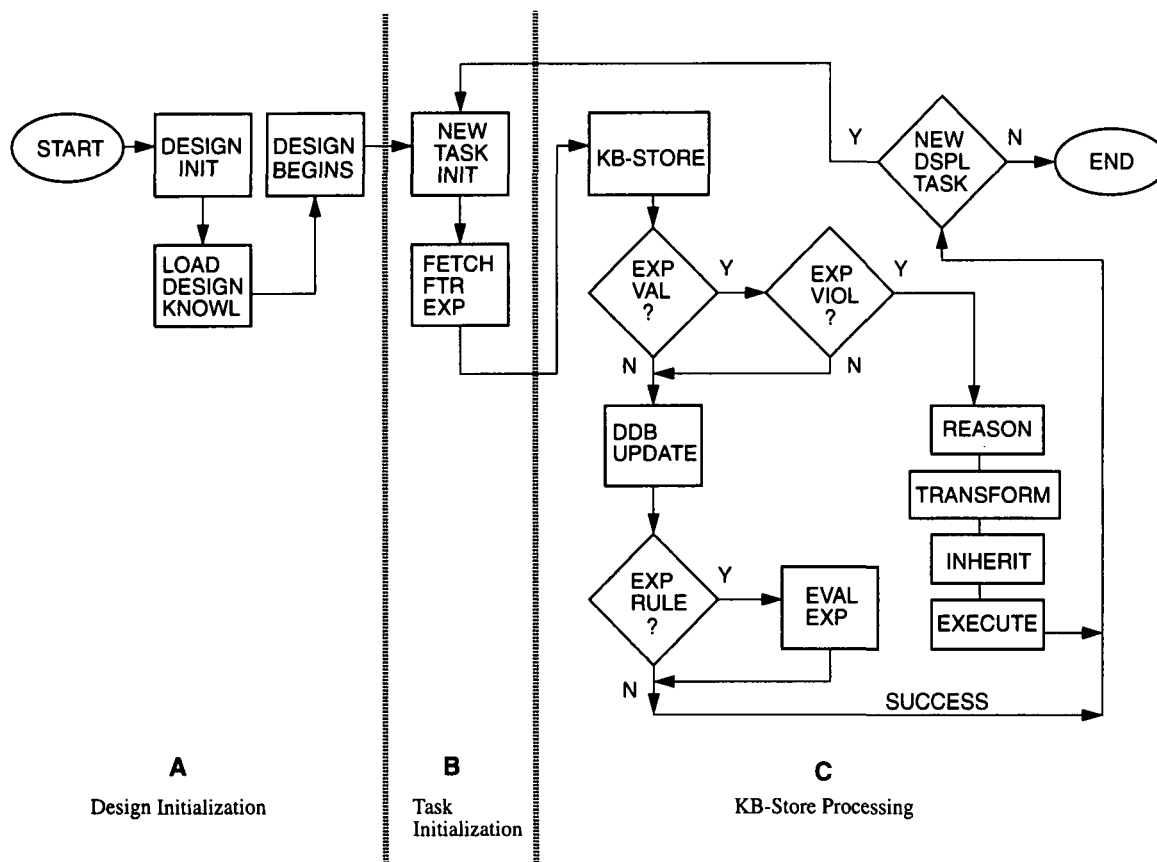 START
DESIGN
INIT
LOAD
DESIGN
KNOWL
DESIGN
BEGINS
NEW
TASK
INIT
FETCH
FTR
EXP
KB-STORE
EXP
VAL
?
Y
N
EXP
VIOL
?
Y
N
DDB
UPDATE
EXP
RULE
?
Y
N
EVAL
EXP
SUCCESS
REASON
TRANSFORM
INHERIT
EXECUTE
Y
NEW
DSPL
TASK
N
END
A
Design Initialization
B
Task
Initialization
C
KB-Store Processing